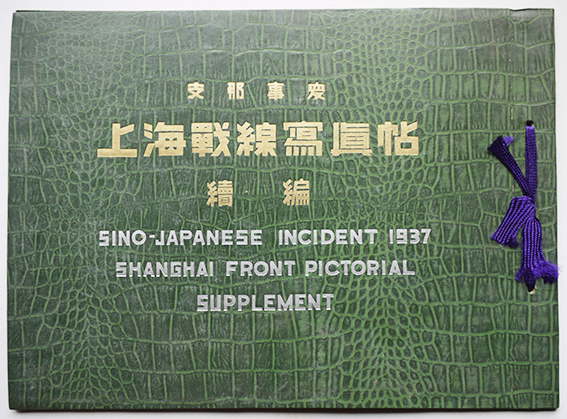 支那事變
上海戰線寫眞帖
續編
SINO-JAPANESE INCIDENT 1937
SHANGHAI FRONT PICTORIAL
SUPPLEMENT